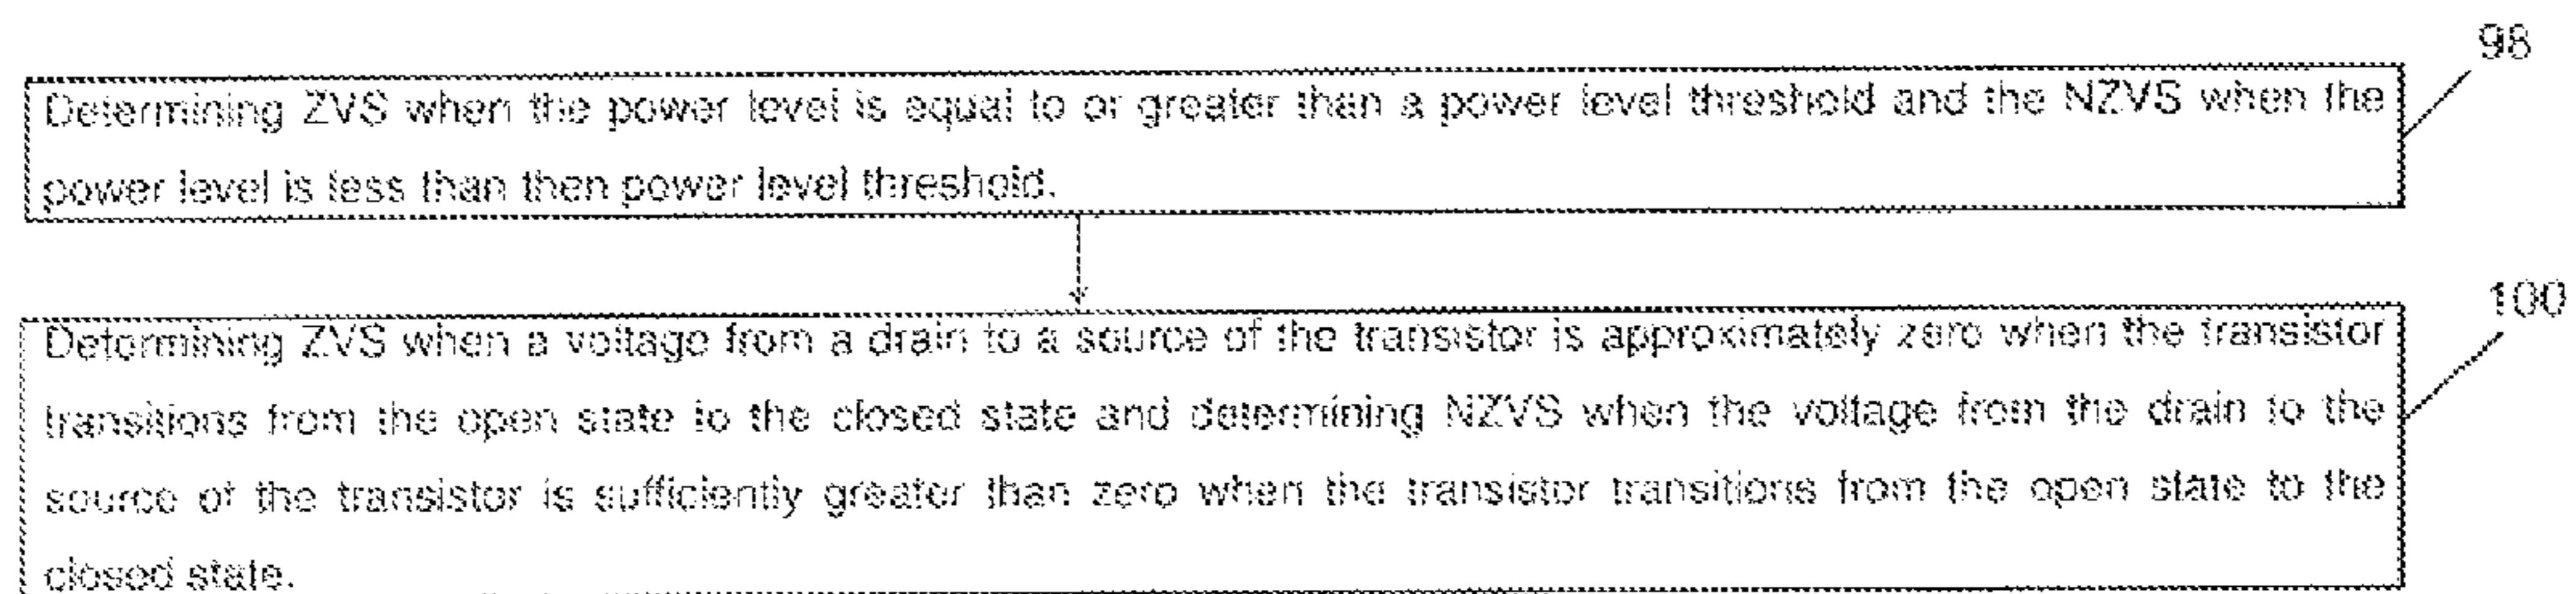 98
Determining ZVS when the power level is equal to or greater than a power level threshold and the NZVS when the
power level is less than then power level threshold.
100
Determining ZVS when a voltage from a drain to a source of the transistor is approximately zero when the transistor
transitions from the open state to the closed state and determining NZVS when the voltage from the drain to the
source of the transistor is sufficiently greater than zero when the transistor transitions from the open state to the
closed state.